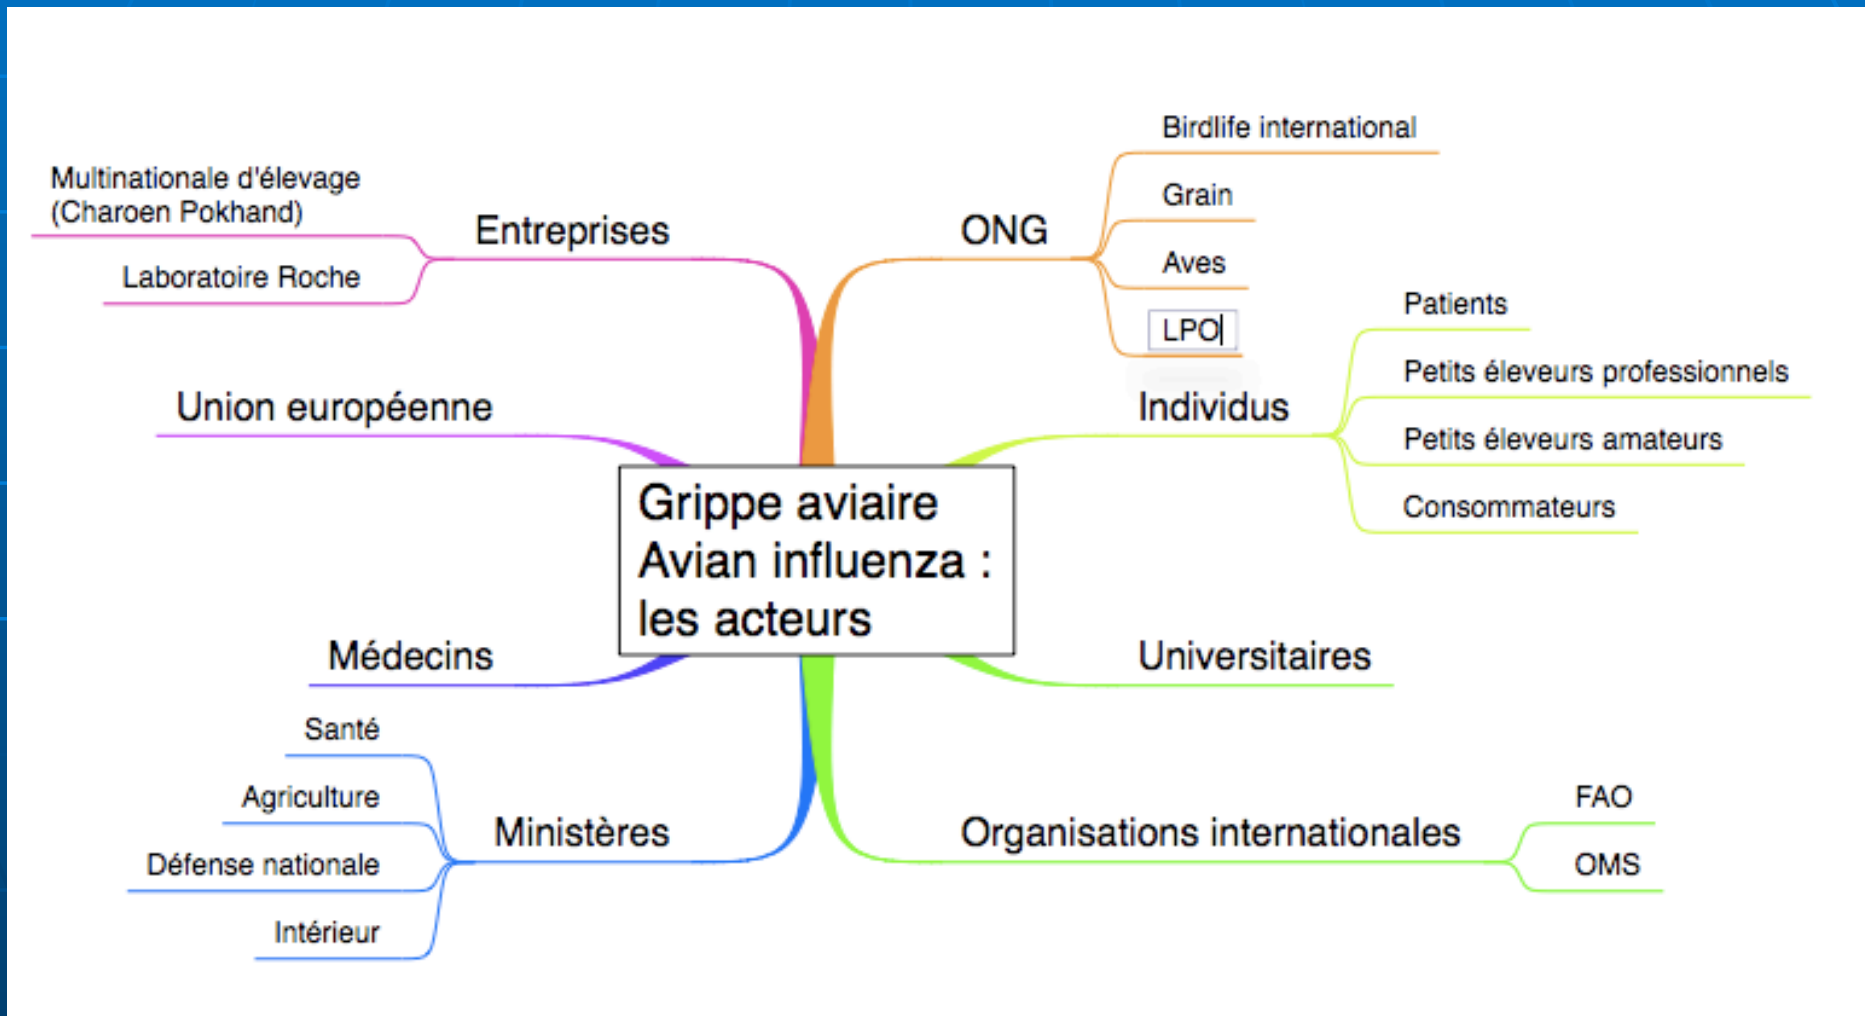 Grippe aviaire
Avian influenza :
les acteurs
ONG
Birdlife international
Grain
Aves
LPO
Individus
Patients
Petits éleveurs professionnels
Petits éleveurs amateurs
Consommateurs
Universitaires
Organisations internationales
FAO
OMS
Entreprises
Multinationale d'élevage
(Charoen Pokhand)
Laboratoire Roche
Union européenne
Médecins
Ministères
Santé
Agriculture
Défense nationale
Intérieur